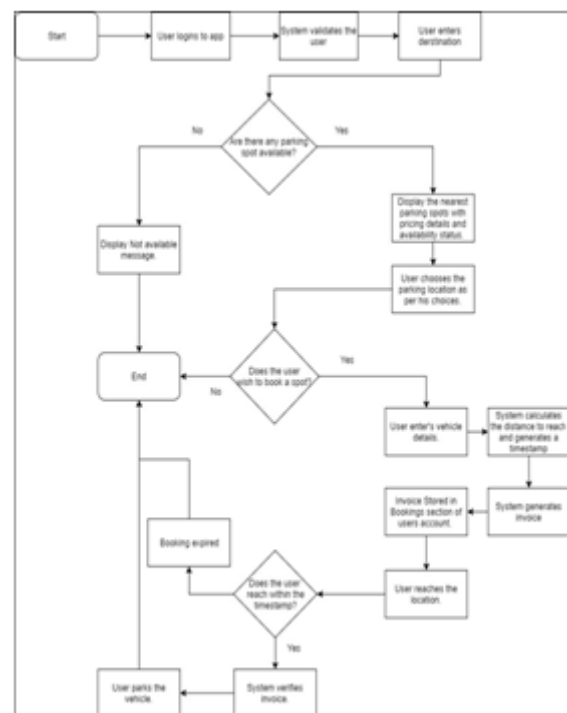 Start
User logins to app
System validates the
user
User enters
derstination
No
Yes
Are there any parking
spot available?
Display the nearest
parking spots with
pricing details and
availability status.
Display Not available
message.
User chooses the
parking location as
per his choices.
End
Does the user
wish to book a spot?
Yes
No
User enter's vehicle
details.
System calculates
the distance to reach
and generates a
timestamp
Invoice Stored in
Bookings section of
users account.
System generates
invoice
Booking expired
Does the user
reach within the
timestamp?
User reaches the
location.
Yes
User parks the
vehicle.
System verifies
invoice.